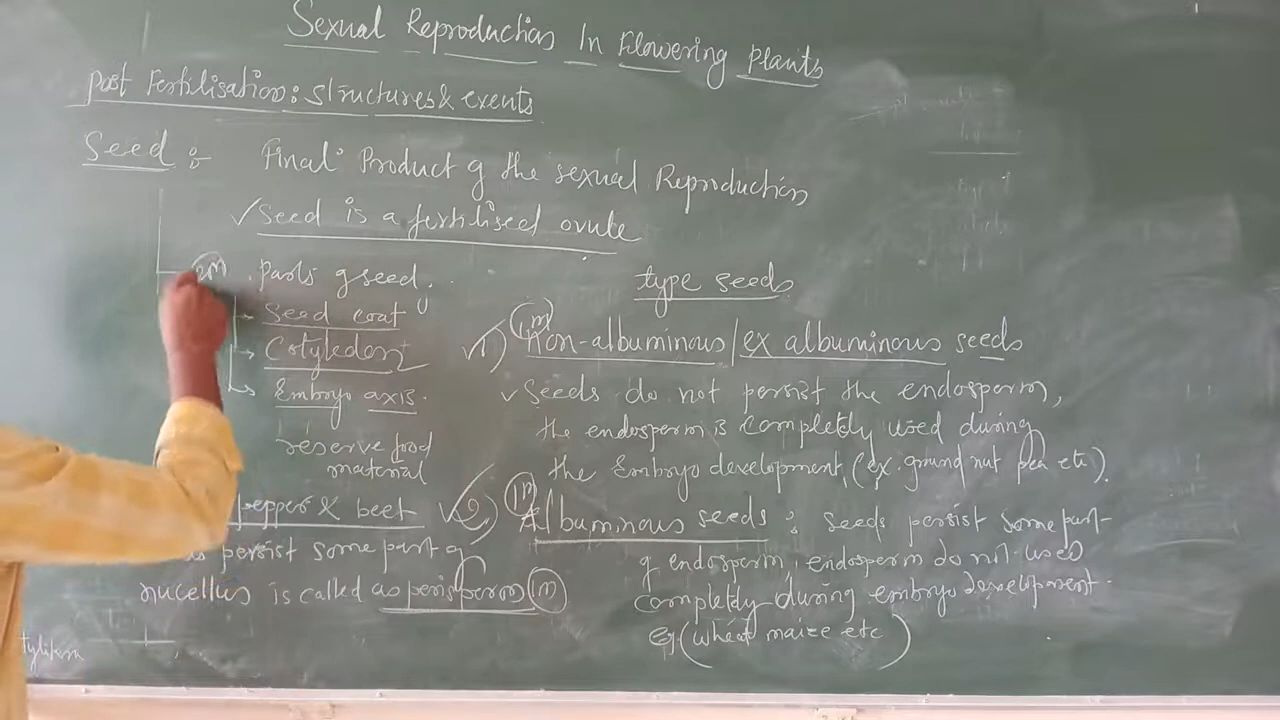 Sexual Reproduction In Flowering Plants
Post Fertilisation: Structures & events
Seed :- Final Product of the sexual Reproduction
✓ Seed is a fertilised ovule
2m Parts of seed.
Seed coat
Cotyledons
Embryo axis.
reserve food
material
pepper & beet
persist some part of
nucellus is called as perisperm 1m
type seeds
✓1) 1m Non-albuminous/ex albuminous seeds
✓ Seeds do not persist the endosperm,
the endosperm is completely used during
the Embryo development, (ex. ground nut pea etc).
✓2) 1m Albuminous seeds : seeds persist some part
of endosperm, endosperm do not used
completely during embryo development.
Eg (wheat maize etc)